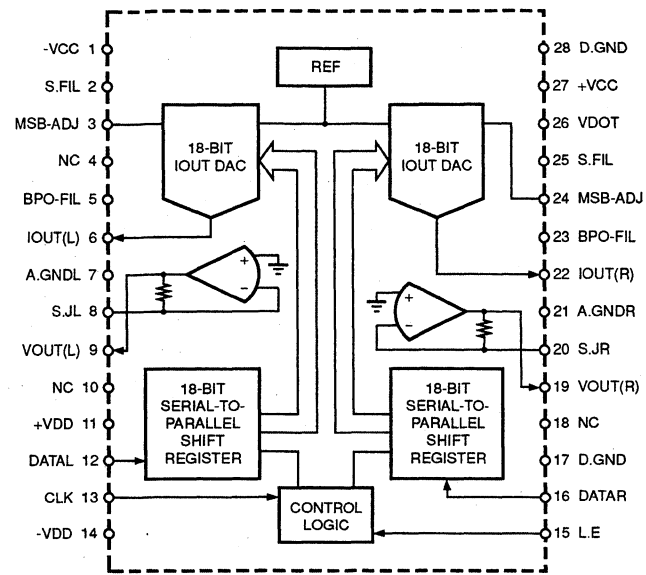 -VCC 1
S.FIL 2
MSB-ADJ 3
NC 4
BPO-FIL 5
IOUT(L) 6
A.GNDL 7
S.JL 8
VOUT(L) 9
NC 10
+VDD 11
DATAL 12
CLK 13
-VDD 14
REF
18-BIT
IOUT DAC
18-BIT
IOUT DAC
+
−
+
−
18-BIT
SERIAL-TO-
PARALLEL
SHIFT
REGISTER
18-BIT
SERIAL-TO-
PARALLEL
SHIFT
REGISTER
CONTROL
LOGIC
28 D.GND
27 +VCC
26 VDOT
25 S.FIL
24 MSB-ADJ
23 BPO-FIL
22 IOUT(R)
21 A.GNDR
20 S.JR
19 VOUT(R)
18 NC
17 D.GND
16 DATAR
15 L.E